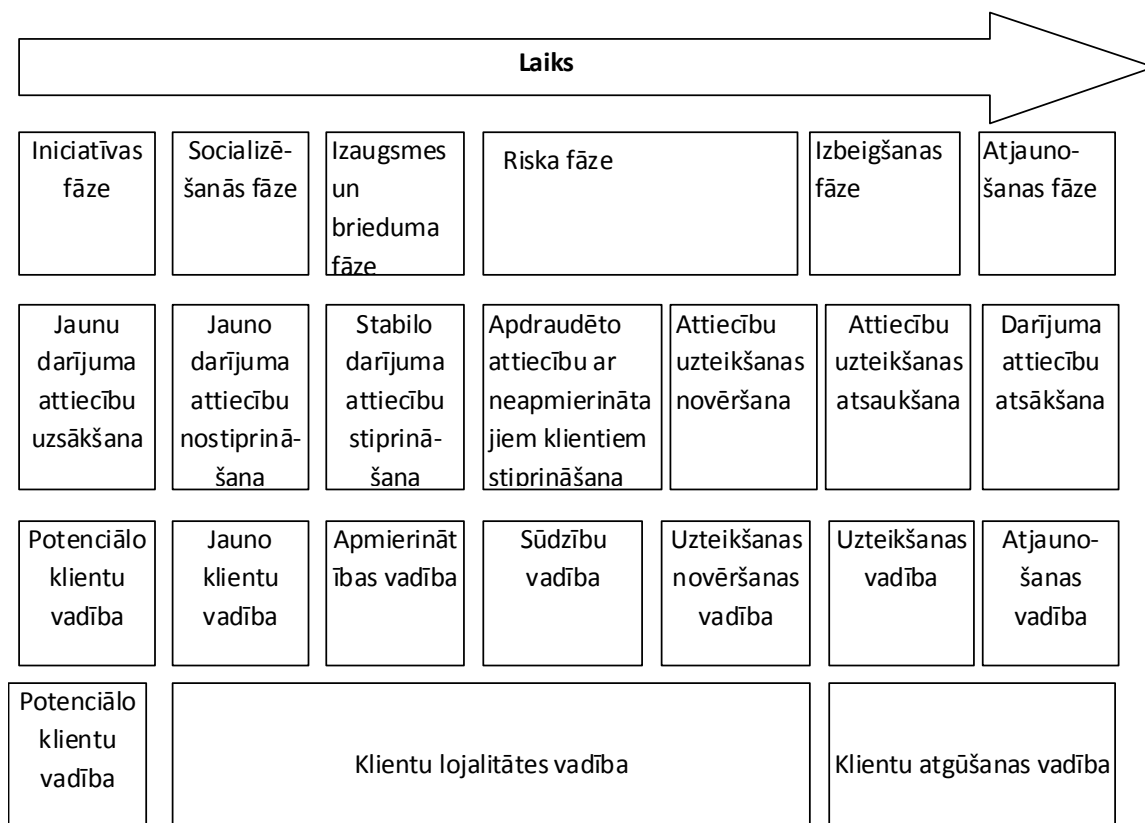 Laiks
Iniciatīvas
fāze
Socializē-
šanās fāze
Izaugsmes
un
brieduma
fāze
Riska fāze
Izbeigšanas
fāze
Atjauno-
šanas fāze
Jaunu
darījuma
attiecību
uzsākšana
Jauno
darījuma
attiecību
nostiprinā-
šana
Stabilo
darījuma
attiecību
stiprinā-
šana
Apdraudēto
attiecību ar
neapmierināta
jiem klientiem
stiprināšana
Attiecību
uzteikšanas
novēršana
Attiecību
uzteikšanas
atsaukšana
Darījuma
attiecību
atsākšana
Potenciālo
klientu
vadība
Jauno
klientu
vadība
Apmierināt
ības vadība
Sūdzību
vadība
Uzteikšanas
novēršanas
vadība
Uzteikšanas
vadība
Atjauno-
šanas
vadība
Potenciālo
klientu
vadība
Klientu lojalitātes vadība
Klientu atgūšanas vadība